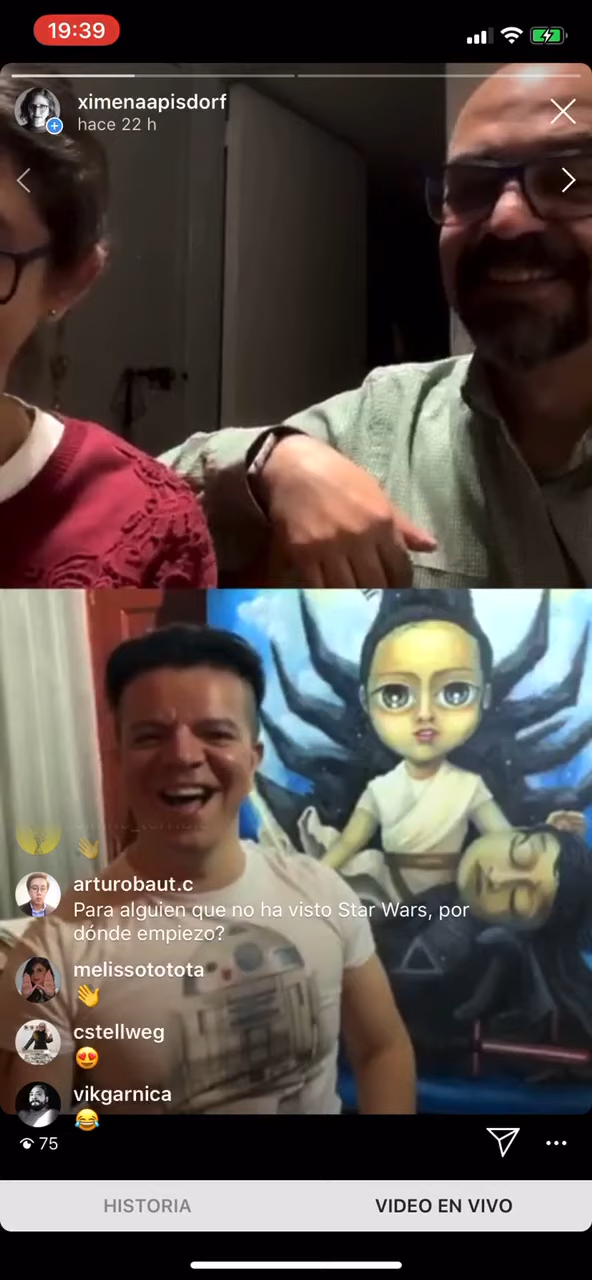 19:39
ximenaapisdorf
hace 22 h
arturobaut.c
Para alguien que no ha visto Star Wars, por
dónde empiezo?
melissototota
👋
cstellweg
😍
vikgarnica
😂
75
HISTORIA
VIDEO EN VIVO